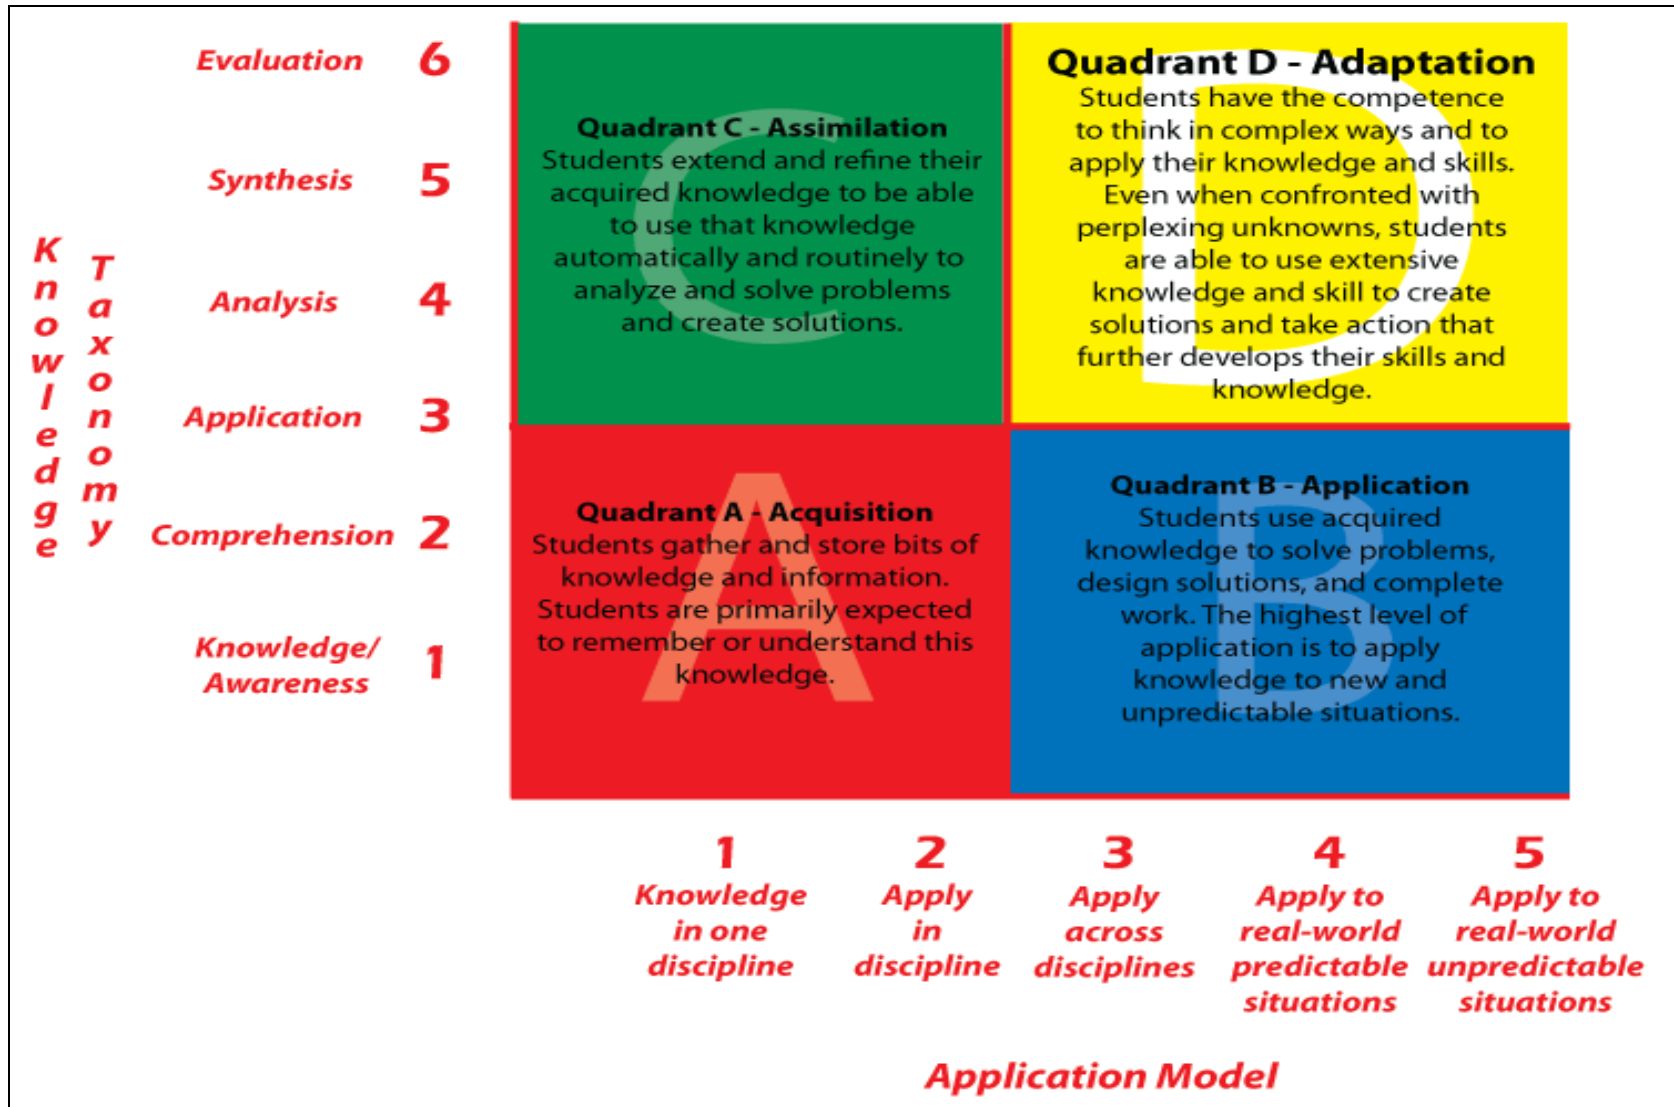 Knowledge
Taxonomy
Evaluation 6
Synthesis 5
Analysis 4
Application 3
Comprehension 2
Knowledge/
Awareness 1
C
Quadrant C - Assimilation
Students extend and refine their
acquired knowledge to be able
to use that knowledge
automatically and routinely to
analyze and solve problems
and create solutions.
D
Quadrant D - Adaptation
Students have the competence
to think in complex ways and to
apply their knowledge and skills.
Even when confronted with
perplexing unknowns, students
are able to use extensive
knowledge and skill to create
solutions and take action that
further develops their skills and
knowledge.
A
Quadrant A - Acquisition
Students gather and store bits of
knowledge and information.
Students are primarily expected
to remember or understand this
knowledge.
B
Quadrant B - Application
Students use acquired
knowledge to solve problems,
design solutions, and complete
work. The highest level of
application is to apply
knowledge to new and
unpredictable situations.
1
Knowledge
in one
discipline
2
Apply
in
discipline
3
Apply
across
disciplines
4
Apply to
real-world
predictable
situations
5
Apply to
real-world
unpredictable
situations
Application Model